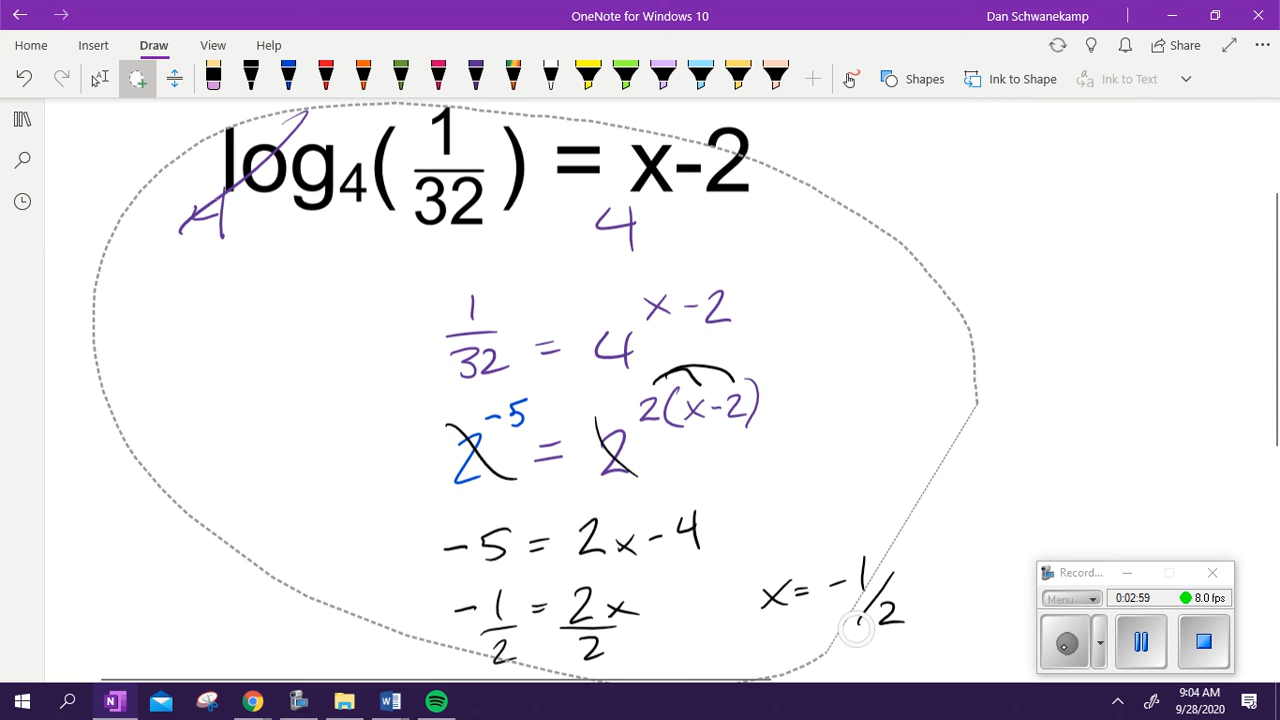 OneNote for Windows 10
Dan Schwanekamp
Home Insert Draw View Help
Share
Shapes Ink to Shape Ink to Text
log₄(1/32) = x-2
4 4
1/32 = 4^(x-2)
2^(-5) = 2^(2(x-2))
-5 = 2x-4
-1/2 = 2x/2
x = -1/2
Record...
Menu 0:02:59 8.0 fps
9:04 AM
9/28/2020